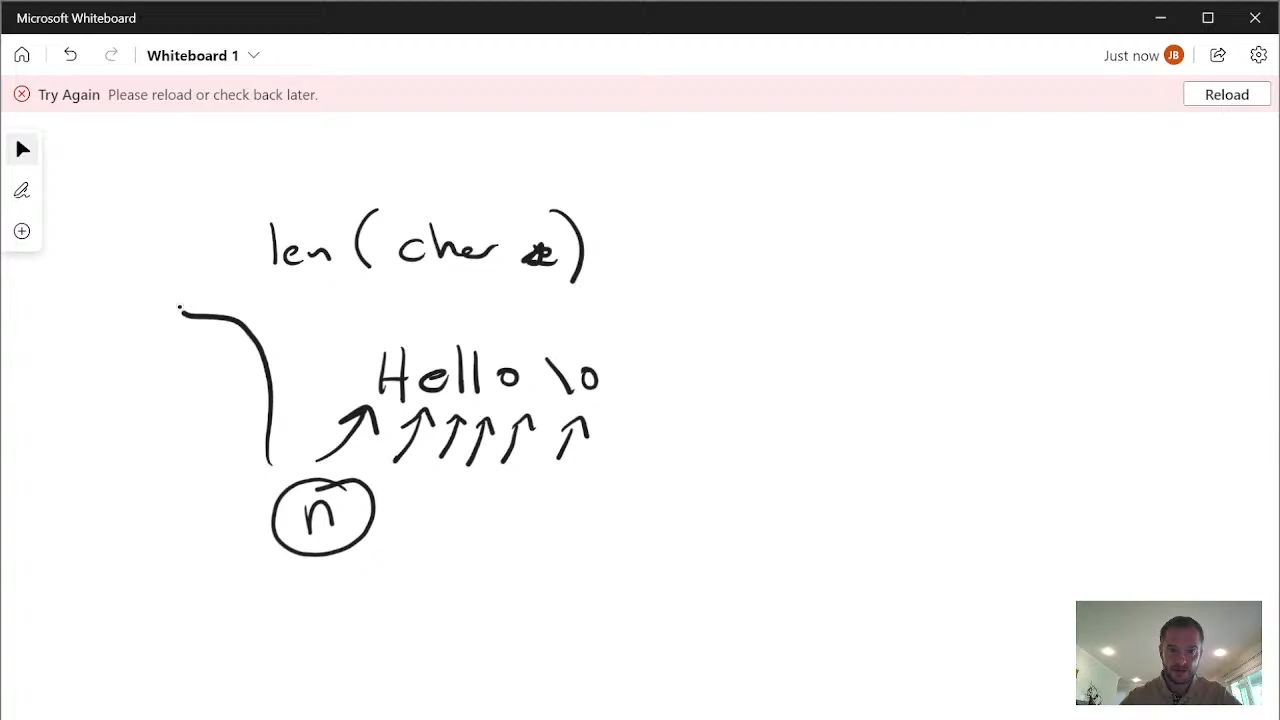 Microsoft Whiteboard
Whiteboard 1
Just now JB
Try Again Please reload or check back later.
Reload
len (char *)
Hello \0
n